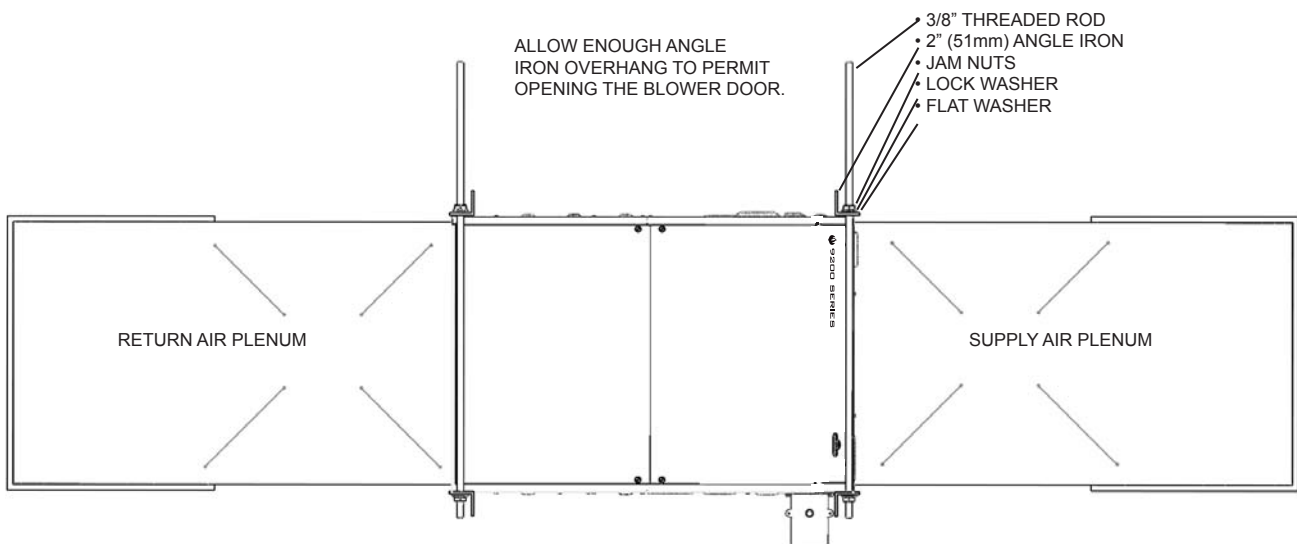 ALLOW ENOUGH ANGLE
IRON OVERHANG TO PERMIT
OPENING THE BLOWER DOOR.
• 3/8” THREADED ROD
• 2” (51mm) ANGLE IRON
• JAM NUTS
• LOCK WASHER
• FLAT WASHER
9200 SERIES
RETURN AIR PLENUM
SUPPLY AIR PLENUM